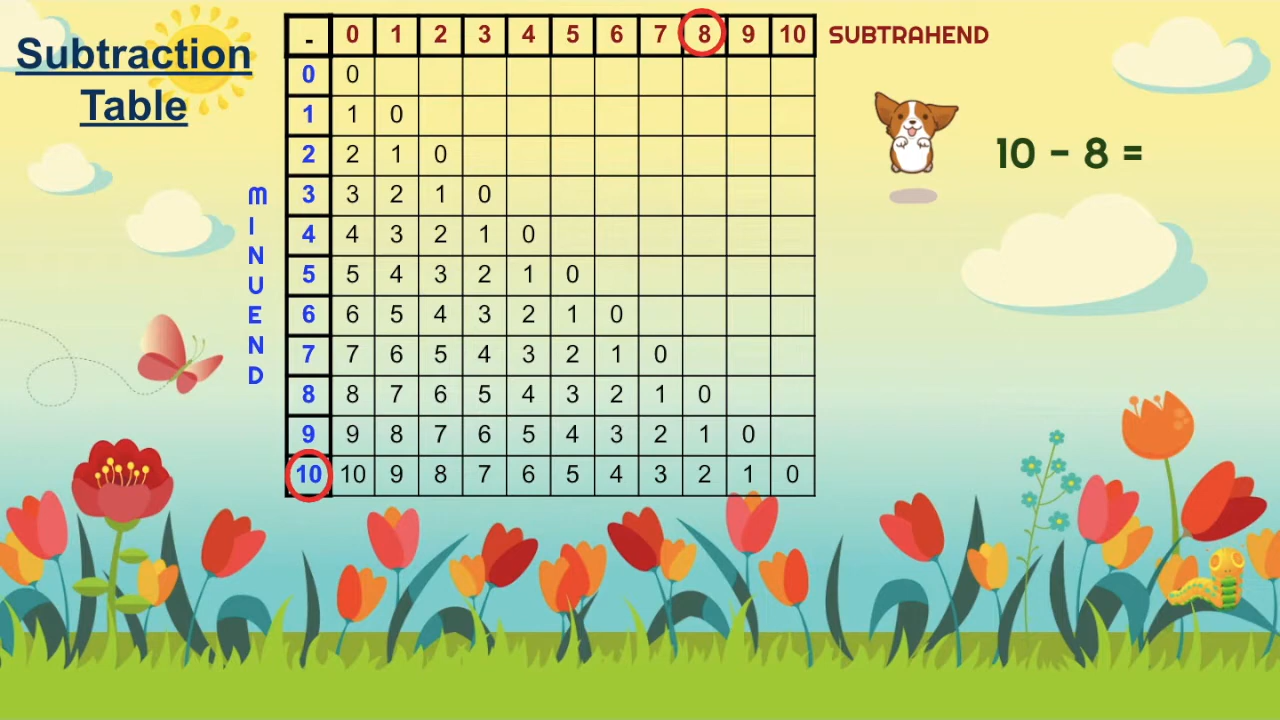 Subtraction
Table
- 0 1 2 3 4 5 6 7 8 9 10 SUBTRAHEND
0 0
1 1 0
2 2 1 0
3 3 2 1 0
4 4 3 2 1 0
5 5 4 3 2 1 0
6 6 5 4 3 2 1 0
7 7 6 5 4 3 2 1 0
8 8 7 6 5 4 3 2 1 0
9 9 8 7 6 5 4 3 2 1 0
10 10 9 8 7 6 5 4 3 2 1 0
MINUEND
10 - 8 =